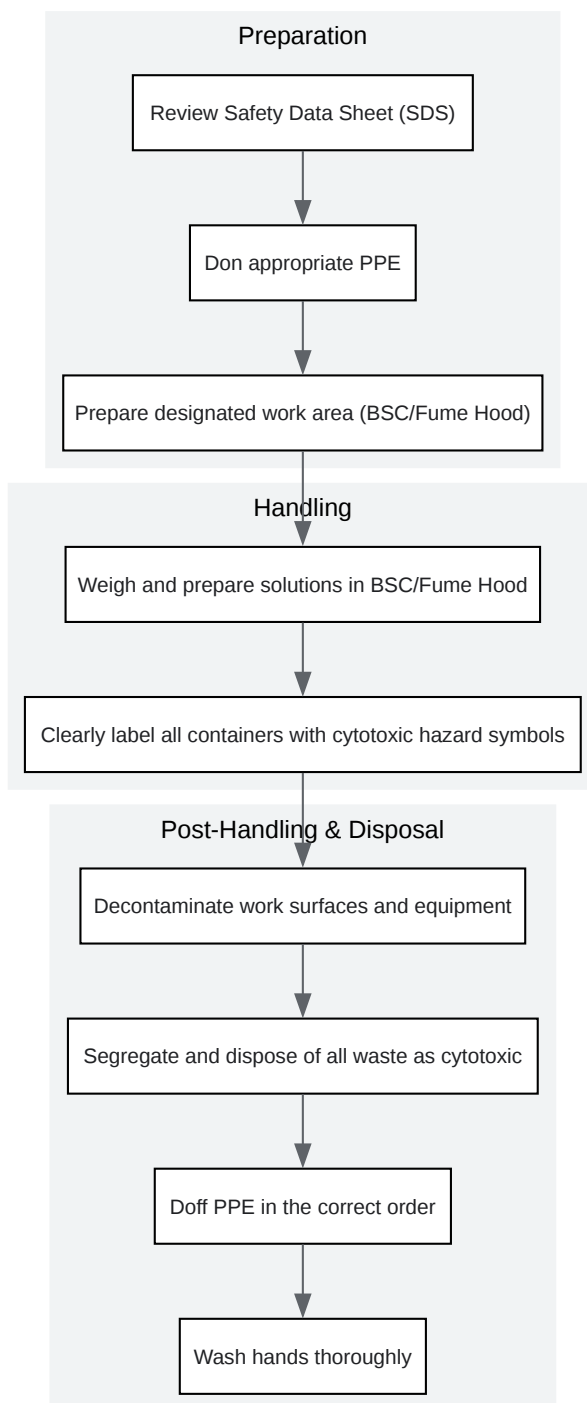 Preparation
Review Safety Data Sheet (SDS)
Don appropriate PPE
Prepare designated work area (BSC/Fume Hood)
Handling
Weigh and prepare solutions in BSC/Fume Hood
Clearly label all containers with cytotoxic hazard symbols
Post-Handling & Disposal
Decontaminate work surfaces and equipment
Segregate and dispose of all waste as cytotoxic
Doff PPE in the correct order
Wash hands thoroughly